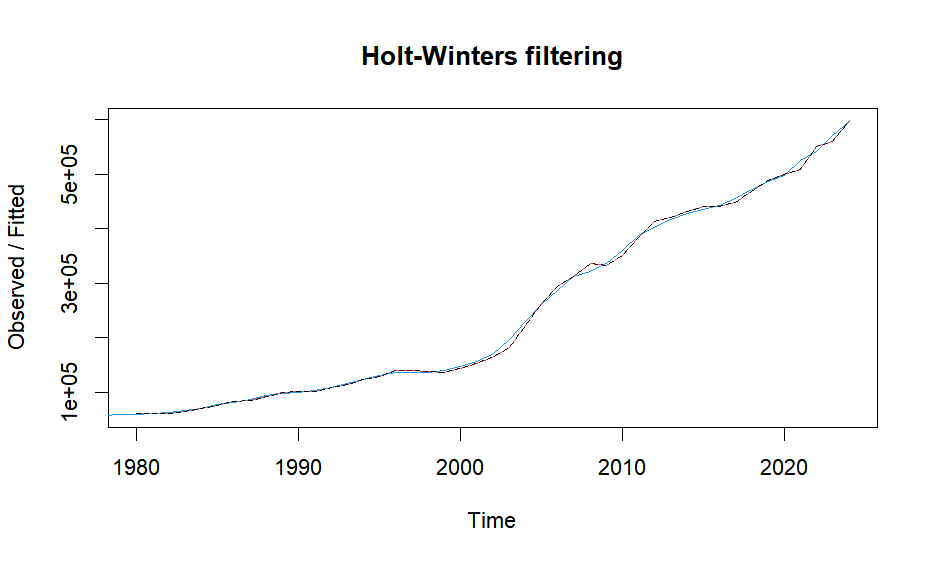 Holt-Winters filtering
Observed / Fitted
5e+05
3e+05
1e+05
1980 1990 2000 2010 2020
Time